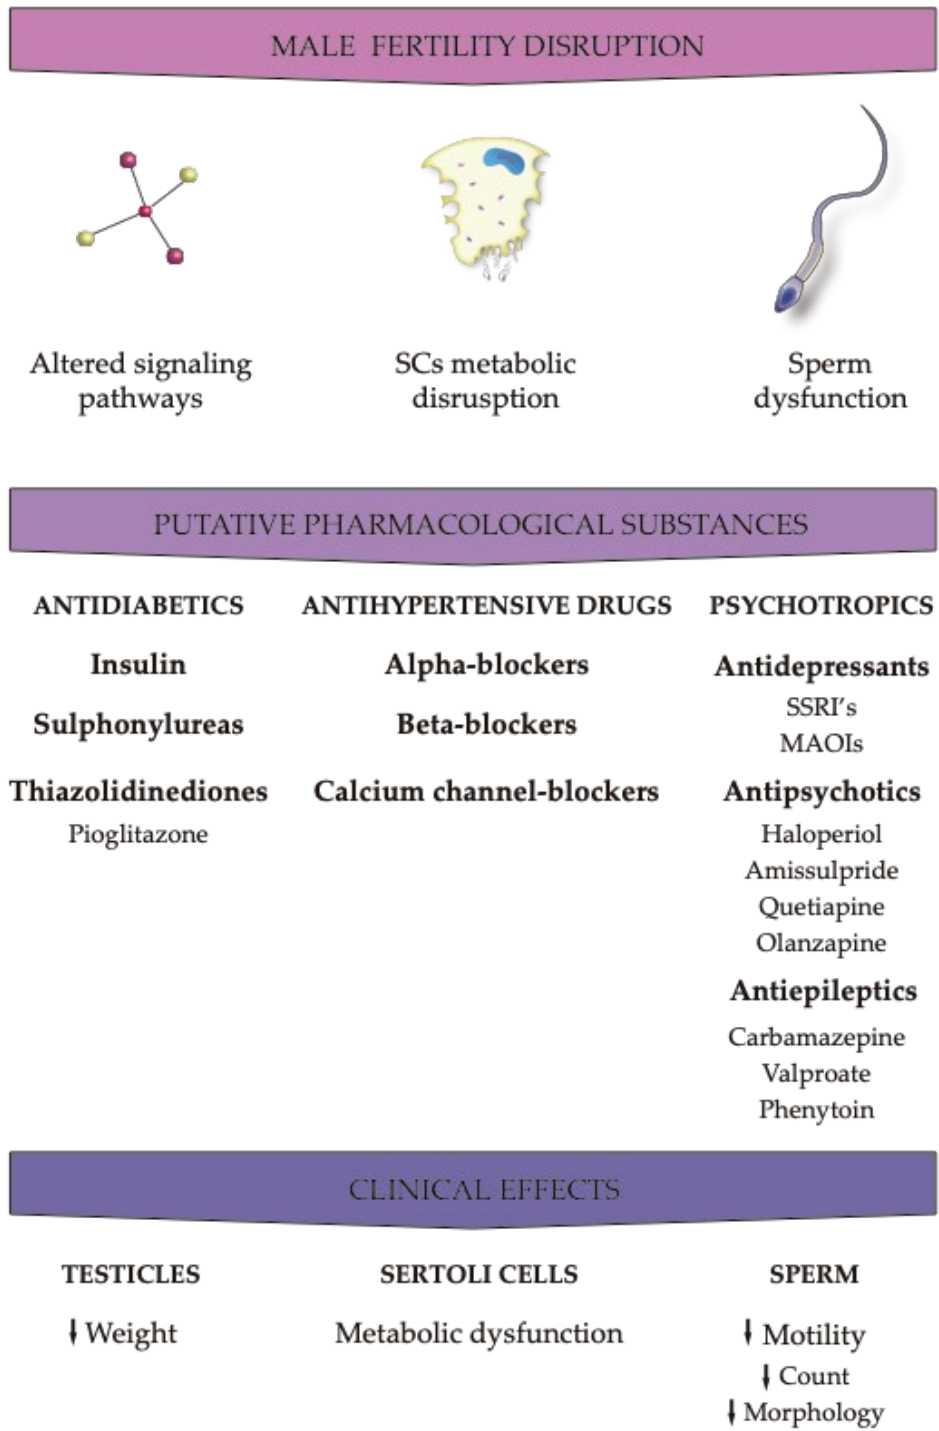 MALE FERTILITY DISRUPTION
Altered signaling
pathways
SCs metabolic
disrusption
Sperm
dysfunction
PUTATIVE PHARMACOLOGICAL SUBSTANCES
ANTIDIABETICS
Insulin
Sulphonylureas
Thiazolidinediones
Pioglitazone
ANTIHYPERTENSIVE DRUGS
Alpha-blockers
Beta-blockers
Calcium channel-blockers
PSYCHOTROPICS
Antidepressants
SSRI's
MAOIs
Antipsychotics
Haloperiol
Amissulpride
Quetiapine
Olanzapine
Antiepileptics
Carbamazepine
Valproate
Phenytoin
CLINICAL EFFECTS
TESTICLES
⬇ Weight
SERTOLI CELLS
Metabolic dysfunction
SPERM
⬇ Motility
⬇ Count
⬇ Morphology